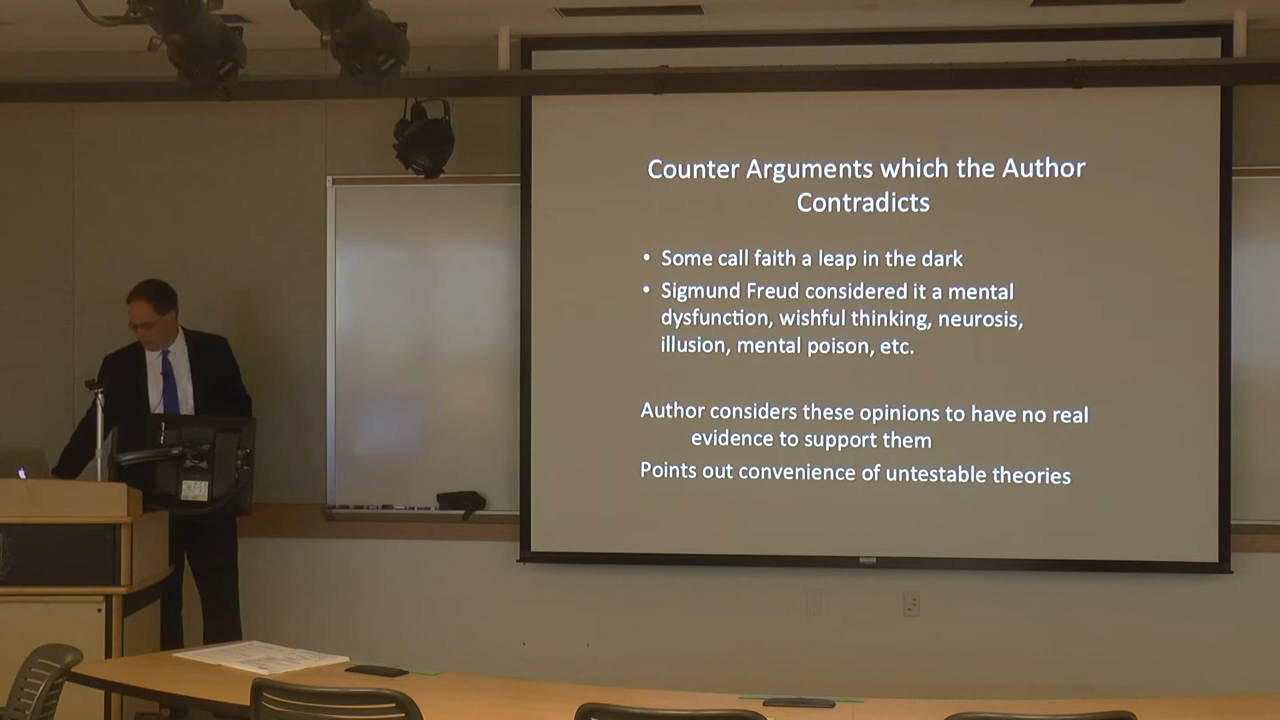 Counter Arguments which the Author
Contradicts
• Some call faith a leap in the dark
• Sigmund Freud considered it a mental
dysfunction, wishful thinking, neurosis,
illusion, mental poison, etc.
Author considers these opinions to have no real
evidence to support them
Points out convenience of untestable theories